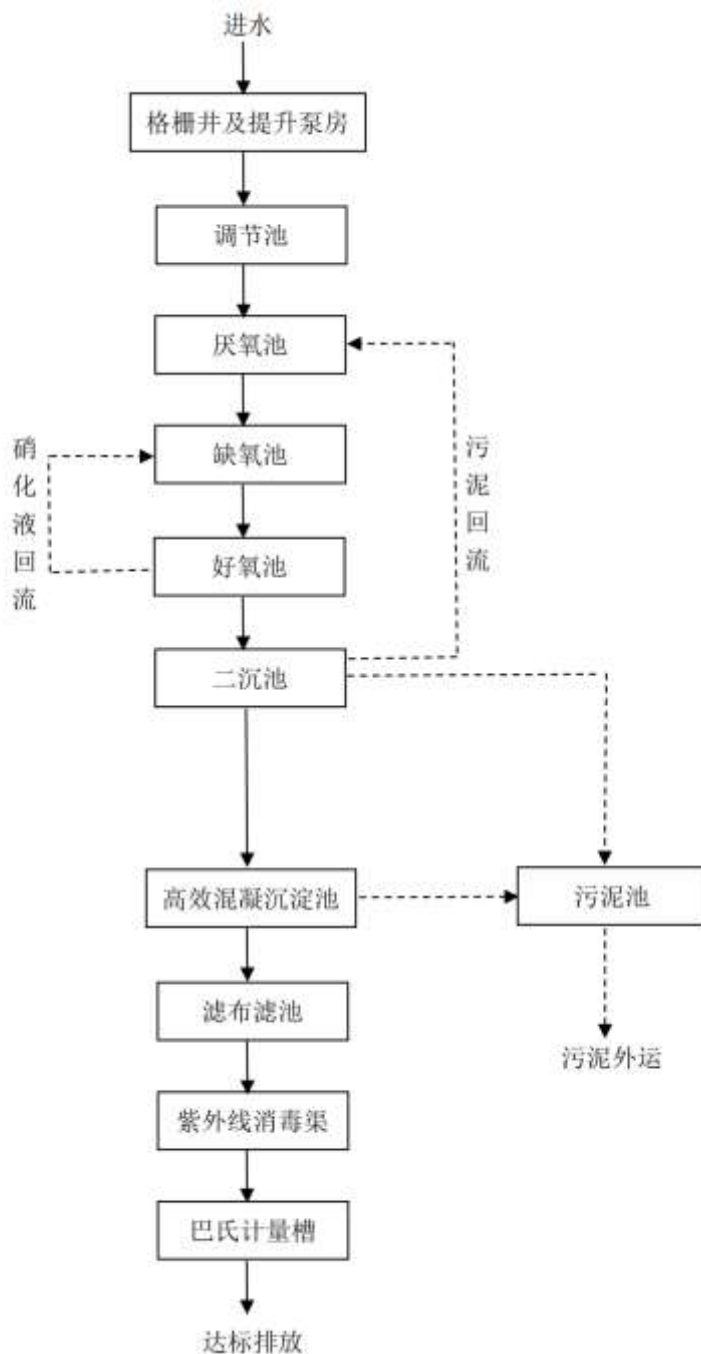 进水
格栅井及提升泵房
调节池
厌氧池
缺氧池
硝化液回流
污泥回流
好氧池
二沉池
高效混凝沉淀池
污泥池
滤布滤池
污泥外运
紫外线消毒渠
巴氏计量槽
达标排放